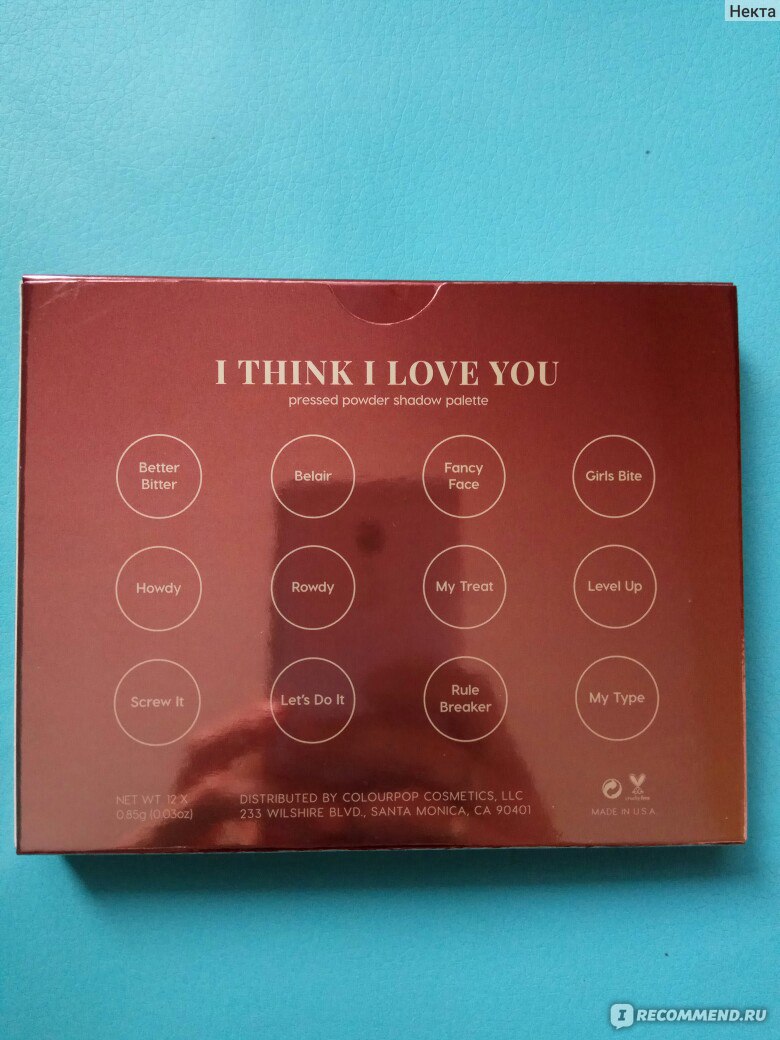 Некта
I THINK I LOVE YOU
pressed powder shadow palette
Better
Bitter
Belair
Fancy
Face
Girls Bite
Howdy
Rowdy
My Treat
Level Up
Screw It
Let's Do It
Rule
Breaker
My Type
NET WT 12 X
0.85g (0.03oz)
DISTRIBUTED BY COLOURPOP COSMETICS, LLC
233 WILSHIRE BLVD., SANTA MONICA, CA 90401
crueltyfree
MADE IN U.S.A
IRECOMMEND.RU